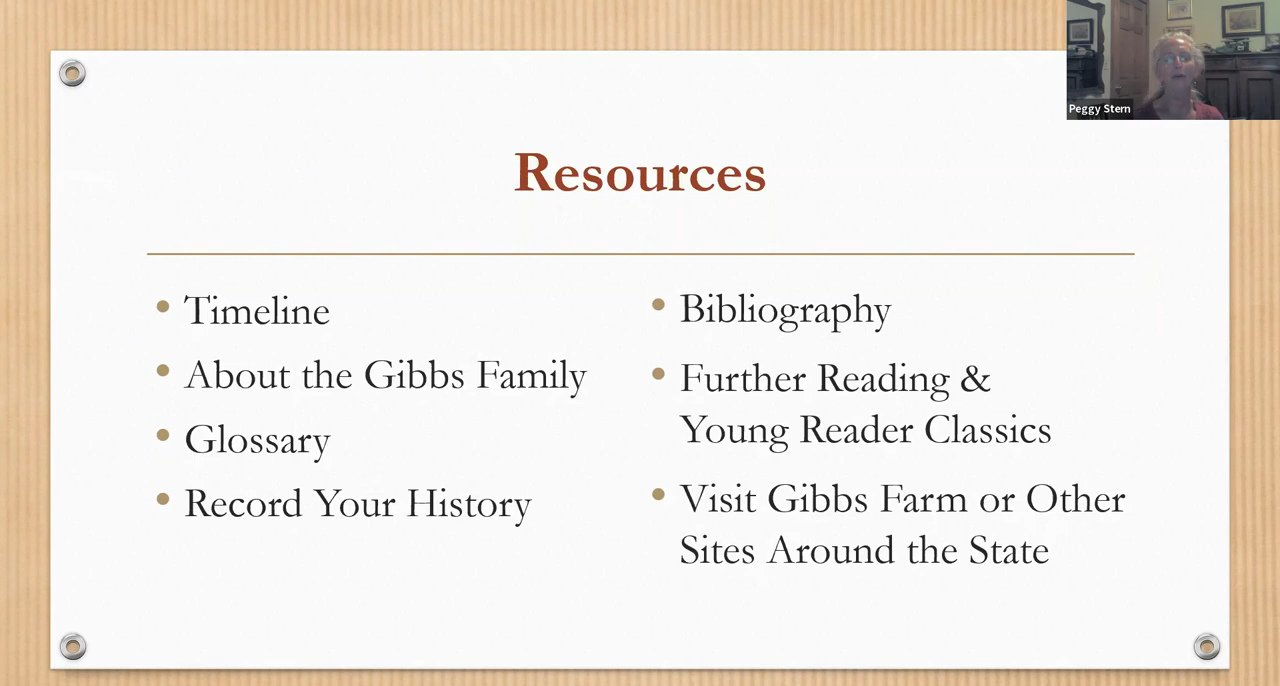 Peggy Stern
Resources
• Timeline
• About the Gibbs Family
• Glossary
• Record Your History
• Bibliography
• Further Reading &
Young Reader Classics
• Visit Gibbs Farm or Other
Sites Around the State